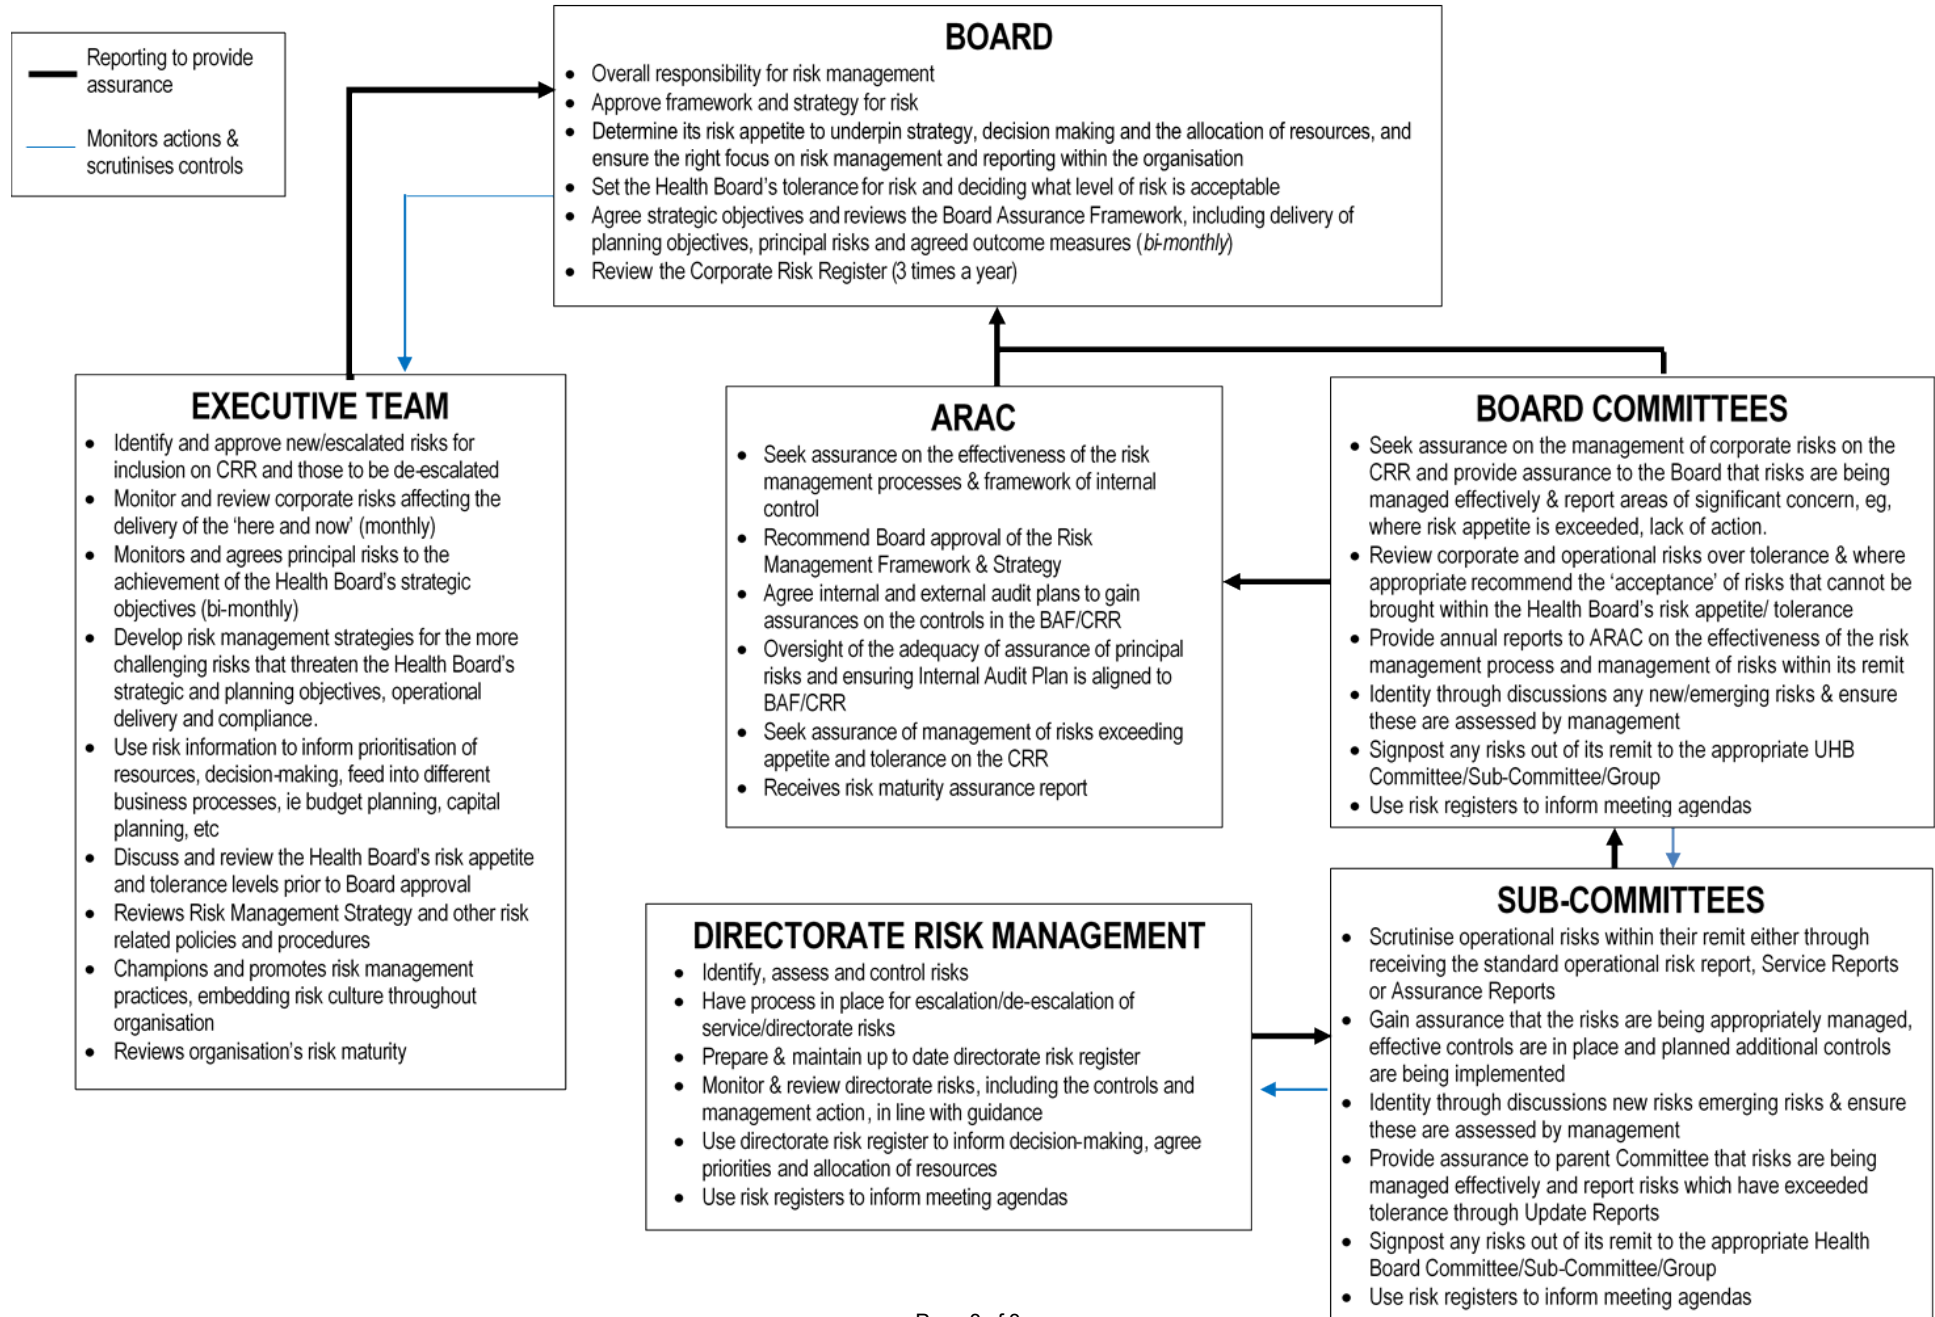 Reporting to provide
assurance
Monitors actions &
scrutinises controls
BOARD
• Overall responsibility for risk management
• Approve framework and strategy for risk
• Determine its risk appetite to underpin strategy, decision making and the allocation of resources, and
ensure the right focus on risk management and reporting within the organisation
• Set the Health Board's tolerance for risk and deciding what level of risk is acceptable
• Agree strategic objectives and reviews the Board Assurance Framework, including delivery of
planning objectives, principal risks and agreed outcome measures (bi-monthly)
• Review the Corporate Risk Register (3 times a year)
EXECUTIVE TEAM
• Identify and approve new/escalated risks for
inclusion on CRR and those to be de-escalated
• Monitor and review corporate risks affecting the
delivery of the 'here and now' (monthly)
• Monitors and agrees principal risks to the
achievement of the Health Board's strategic
objectives (bi-monthly)
• Develop risk management strategies for the more
challenging risks that threaten the Health Board's
strategic and planning objectives, operational
delivery and compliance.
• Use risk information to inform prioritisation of
resources, decision-making, feed into different
business processes, ie budget planning, capital
planning, etc
• Discuss and review the Health Board's risk appetite
and tolerance levels prior to Board approval
• Reviews Risk Management Strategy and other risk
related policies and procedures
• Champions and promotes risk management
practices, embedding risk culture throughout
organisation
• Reviews organisation's risk maturity
ARAC
• Seek assurance on the effectiveness of the risk
management processes & framework of internal
control
• Recommend Board approval of the Risk
Management Framework & Strategy
• Agree internal and external audit plans to gain
assurances on the controls in the BAF/CRR
• Oversight of the adequacy of assurance of principal
risks and ensuring Internal Audit Plan is aligned to
BAF/CRR
• Seek assurance of management of risks exceeding
appetite and tolerance on the CRR
• Receives risk maturity assurance report
BOARD COMMITTEES
• Seek assurance on the management of corporate risks on the
CRR and provide assurance to the Board that risks are being
managed effectively & report areas of significant concern, eg,
where risk appetite is exceeded, lack of action.
• Review corporate and operational risks over tolerance & where
appropriate recommend the 'acceptance' of risks that cannot be
brought within the Health Board's risk appetite/ tolerance
• Provide annual reports to ARAC on the effectiveness of the risk
management process and management of risks within its remit
• Identity through discussions any new/emerging risks & ensure
these are assessed by management
• Signpost any risks out of its remit to the appropriate UHB
Committee/Sub-Committee/Group
• Use risk registers to inform meeting agendas
DIRECTORATE RISK MANAGEMENT
• Identify, assess and control risks
• Have process in place for escalation/de-escalation of
service/directorate risks
• Prepare & maintain up to date directorate risk register
• Monitor & review directorate risks, including the controls and
management action, in line with guidance
• Use directorate risk register to inform decision-making, agree
priorities and allocation of resources
• Use risk registers to inform meeting agendas
SUB-COMMITTEES
• Scrutinise operational risks within their remit either through
receiving the standard operational risk report, Service Reports
or Assurance Reports
• Gain assurance that the risks are being appropriately managed,
effective controls are in place and planned additional controls
are being implemented
• Identity through discussions new risks emerging risks & ensure
these are assessed by management
• Provide assurance to parent Committee that risks are being
managed effectively and report risks which have exceeded
tolerance through Update Reports
• Signpost any risks out of its remit to the appropriate Health
Board Committee/Sub-Committee/Group
• Use risk registers to inform meeting agendas